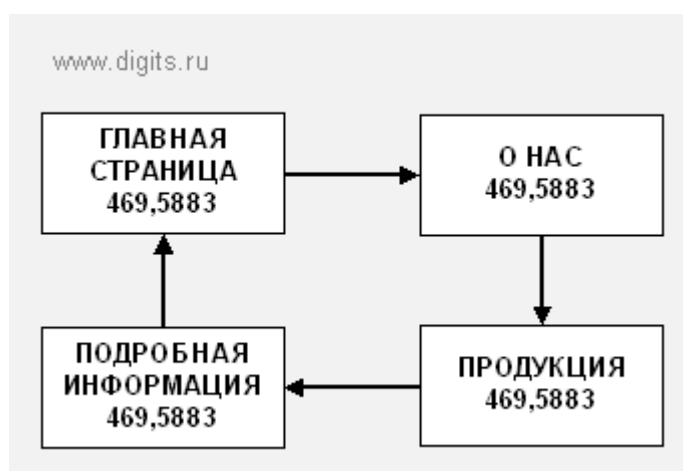 www.digits.ru
ГЛАВНАЯ
СТРАНИЦА
469,5883
О НАС
469,5883
ПОДРОБНАЯ
ИНФОРМАЦИЯ
469,5883
ПРОДУКЦИЯ
469,5883